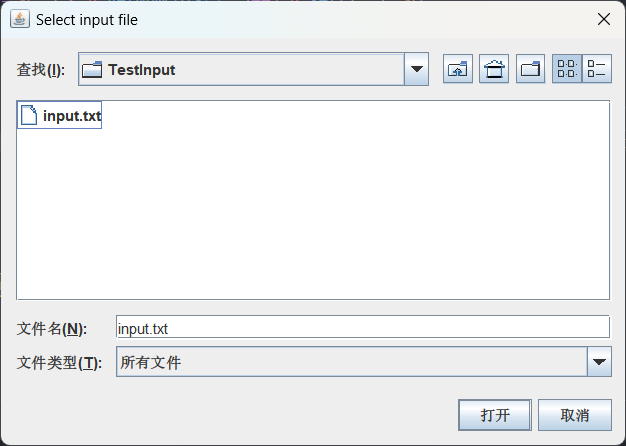 Select input file
查找(I): TestInput
input.txt
文件名(N): input.txt
文件类型(T): 所有文件
打开 取消